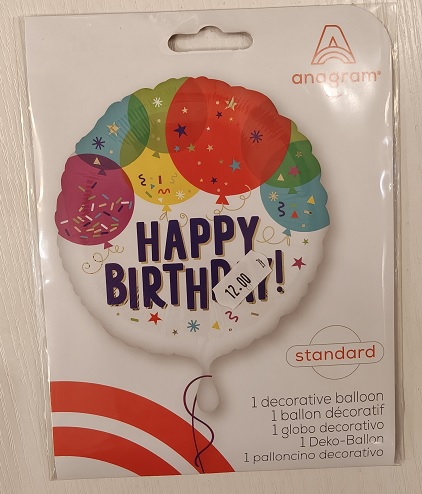 anagram®
HAPPY
BIRTHDAY!
12.00
standard
1 decorative balloon
1 ballon décoratif
1 globo decorativo
1 Deko-Ballon
1 palloncino decorativo